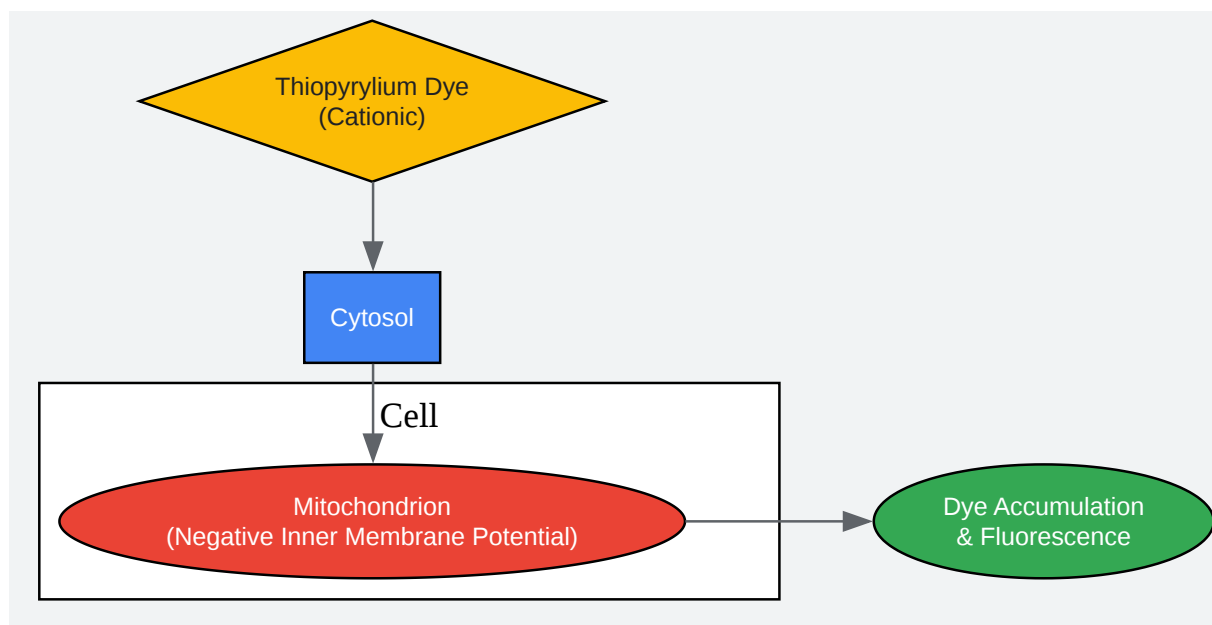 Thiopyrylium Dye
(Cationic)
Cytosol
Cell
Mitochondrion
(Negative Inner Membrane Potential)
Dye Accumulation
& Fluorescence